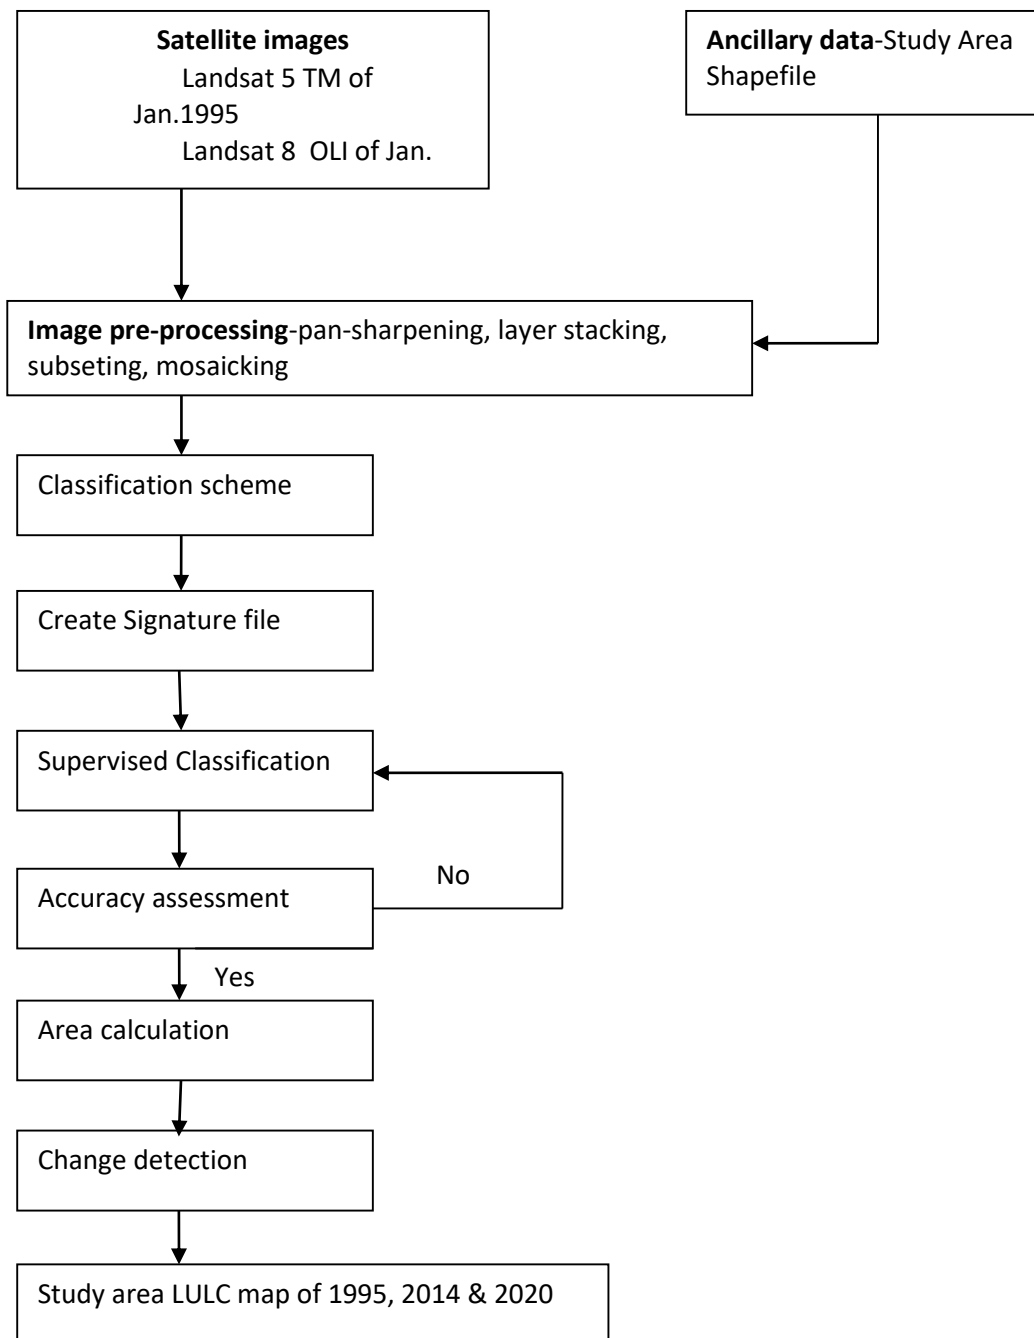 Satellite images
Landsat 5 TM of
Jan.1995
Landsat 8 OLI of Jan.
Ancillary data-Study Area
Shapefile
Image pre-processing-pan-sharpening, layer stacking,
subseting, mosaicking
Classification scheme
Create Signature file
Supervised Classification
No
Accuracy assessment
Yes
Area calculation
Change detection
Study area LULC map of 1995, 2014 & 2020